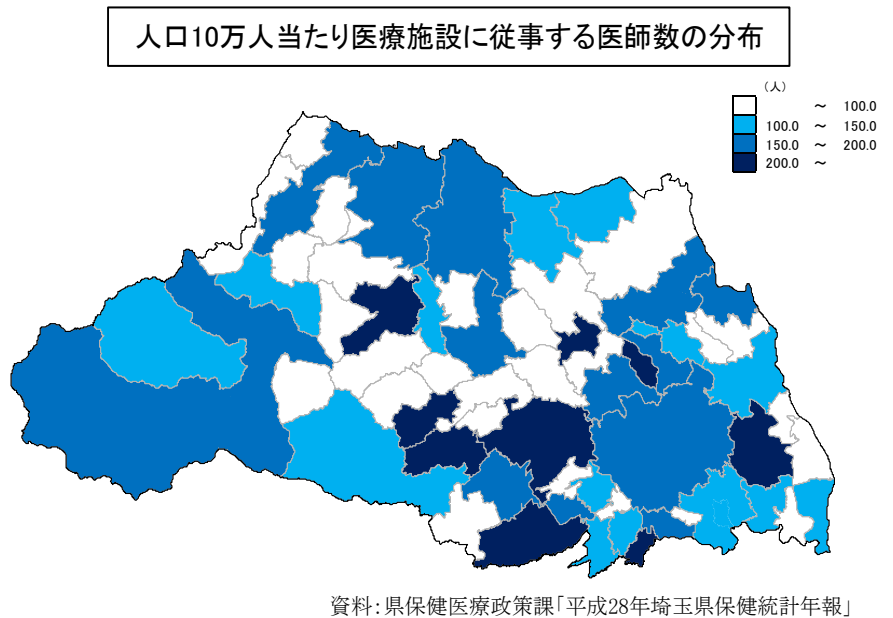 人口10万人当たり医療施設に従事する医師数の分布
(人)
～ 100.0
100.0 ～ 150.0
150.0 ～ 200.0
200.0 ～
資料：県保健医療政策課「平成28年埼玉県保健統計年報」